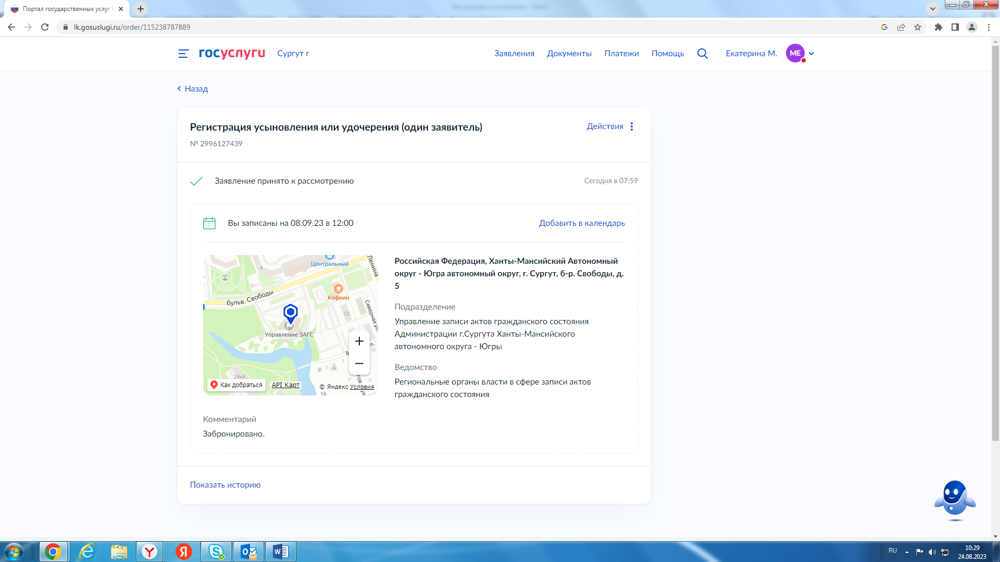 Портал государственных услуг
lk.gosuslugi.ru/order/115238787889
госуслуги
Сургут г
Заявления
Документы
Платежи
Помощь
Екатерина М.
МЕ
Назад
Регистрация усыновления или удочерения (один заявитель)
Действия
№ 2996127439
Заявление принято к рассмотрению
Сегодня в 07:59
Вы записаны на 08.09.23 в 12:00
Добавить в календарь
Центральный
Ленина
4
Кофеин
бульв. Свободы
Северная ул.
72
Управление ЗАГС
+
−
2
4
24к6
1А
Как добраться
API Карт
© Яндекс Условия
Российская Федерация, Ханты-Мансийский Автономный
округ - Югра автономный округ, г. Сургут, б-р. Свободы, д.
5
Подразделение
Управление записи актов гражданского состояния
Администрации г.Сургута Ханты-Мансийского
автономного округа - Югры
Ведомство
Региональные органы власти в сфере записи актов
гражданского состояния
Комментарий
Забронировано.
Показать историю
RU
10:29
24.08.2023